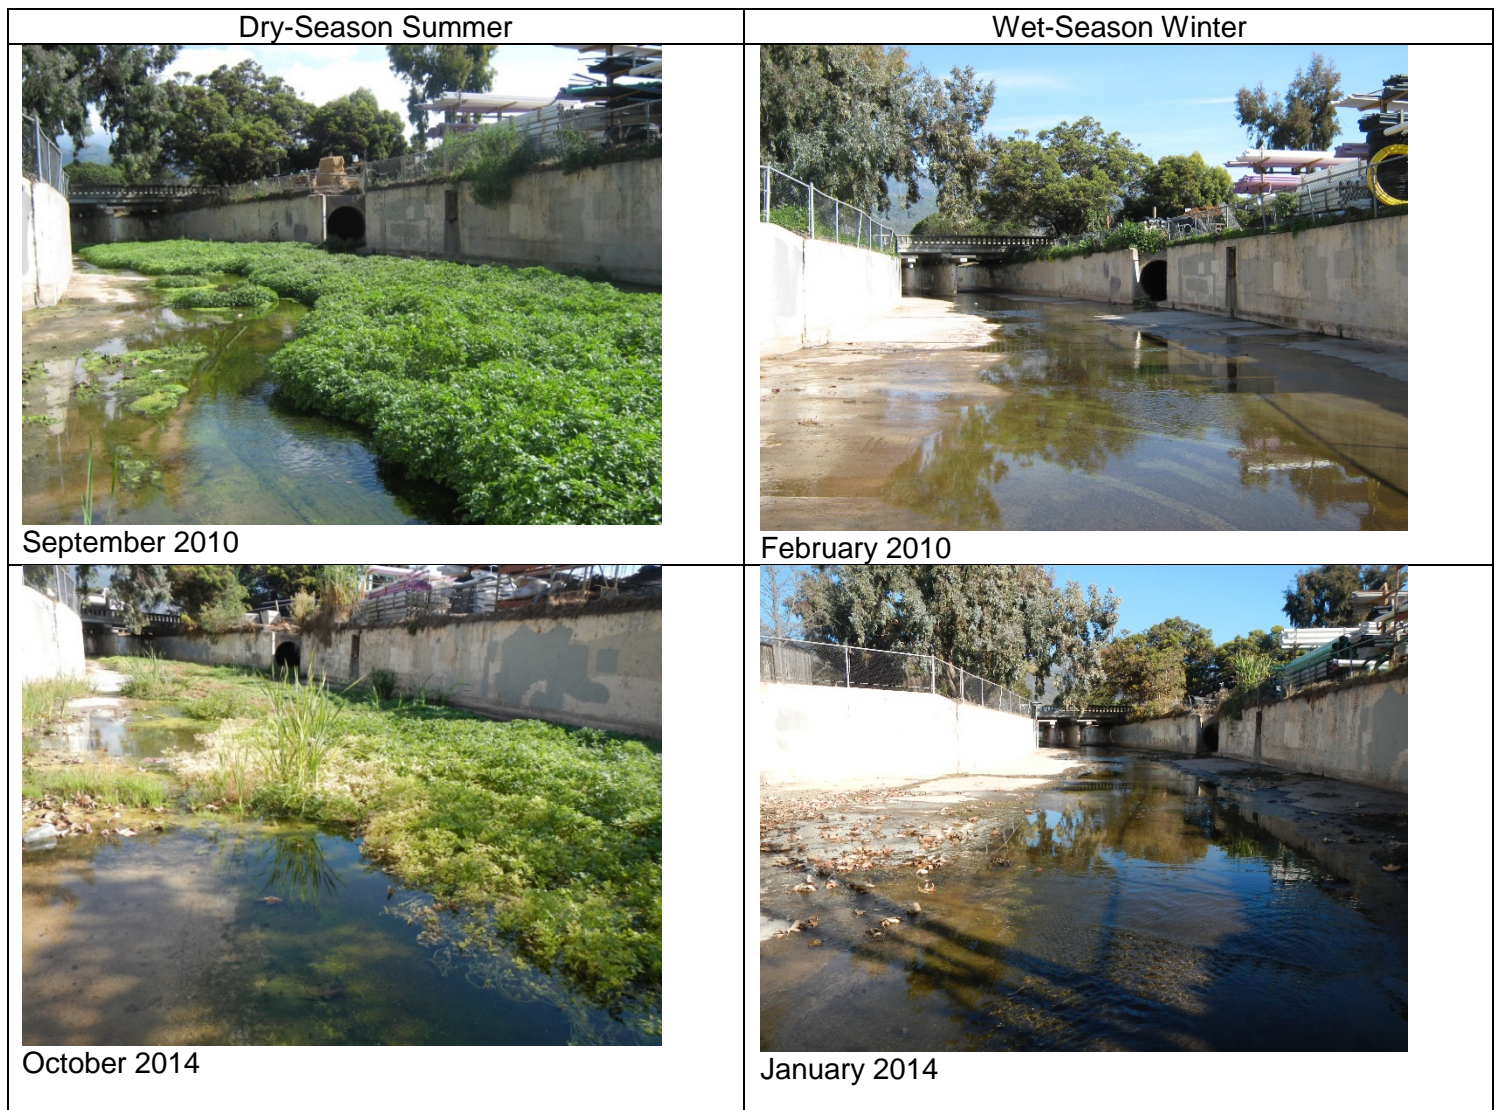 Dry-Season Summer
Wet-Season Winter
September 2010
February 2010
October 2014
January 2014